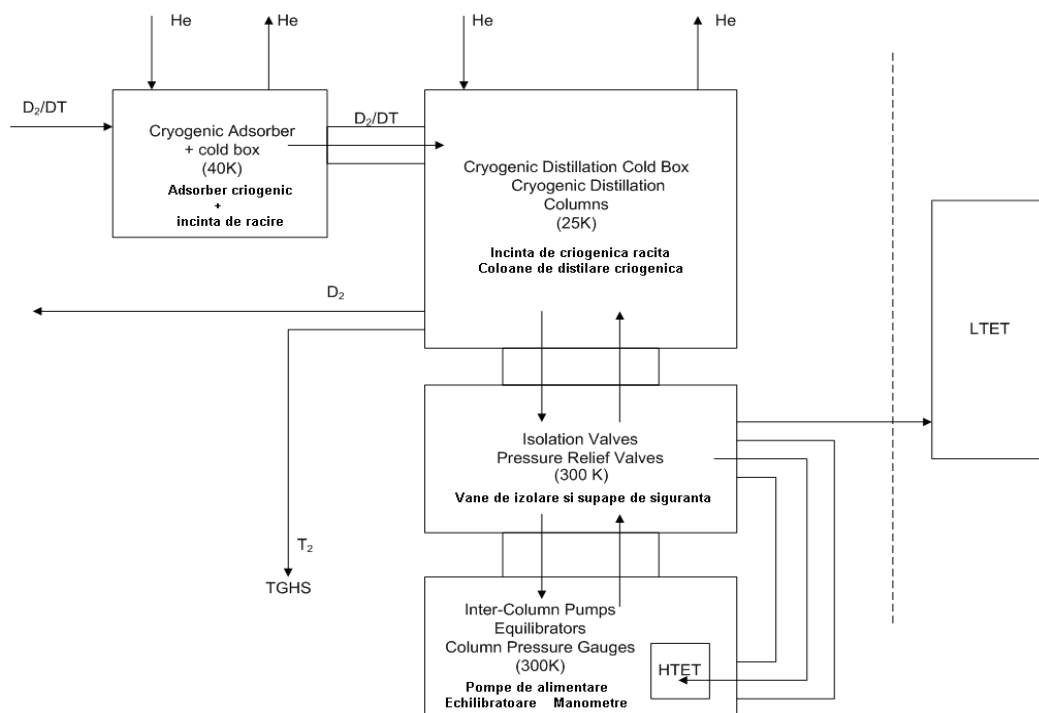 He
He
He
He
D₂/DT
Cryogenic Adsorber
+ cold box
(40K)
Adsorber criogenic
+
incinta de racire
D₂/DT
Cryogenic Distillation Cold Box
Cryogenic Distillation
Columns
(25K)
Incinta de criogenica racita
Coloane de distilare criogenica
D₂
LTET
Isolation Valves
Pressure Relief Valves
(300 K)
Vane de izolare si supape de siguranta
T₂
TGHS
Inter-Column Pumps
Equilibrators
Column Pressure Gauges
(300K)
Pompe de alimentare
Echilibratoare Manometre
HTET